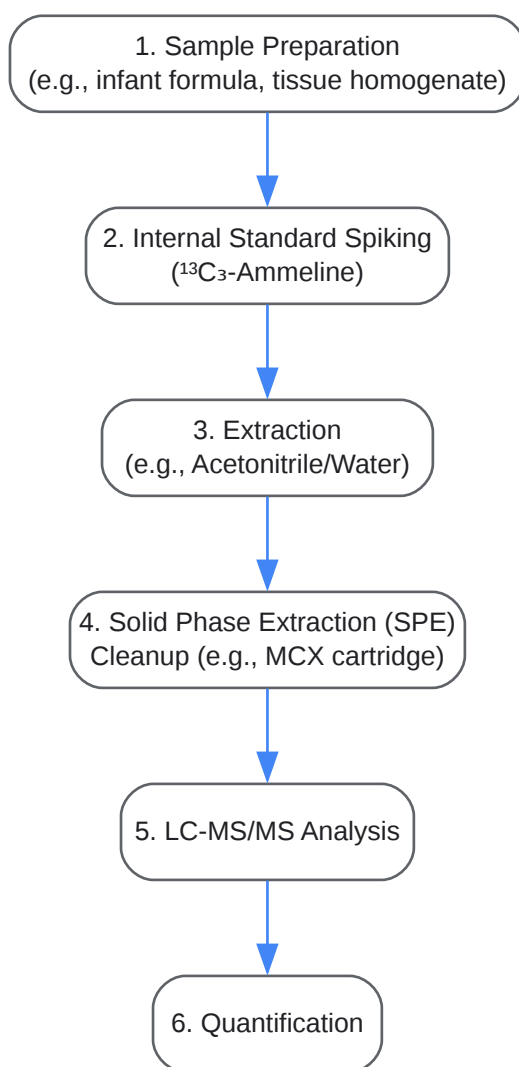 1. Sample Preparation
(e.g., infant formula, tissue homogenate)
2. Internal Standard Spiking
(¹³C₃-Ammeline)
3. Extraction
(e.g., Acetonitrile/Water)
4. Solid Phase Extraction (SPE)
Cleanup (e.g., MCX cartridge)
5. LC-MS/MS Analysis
6. Quantification